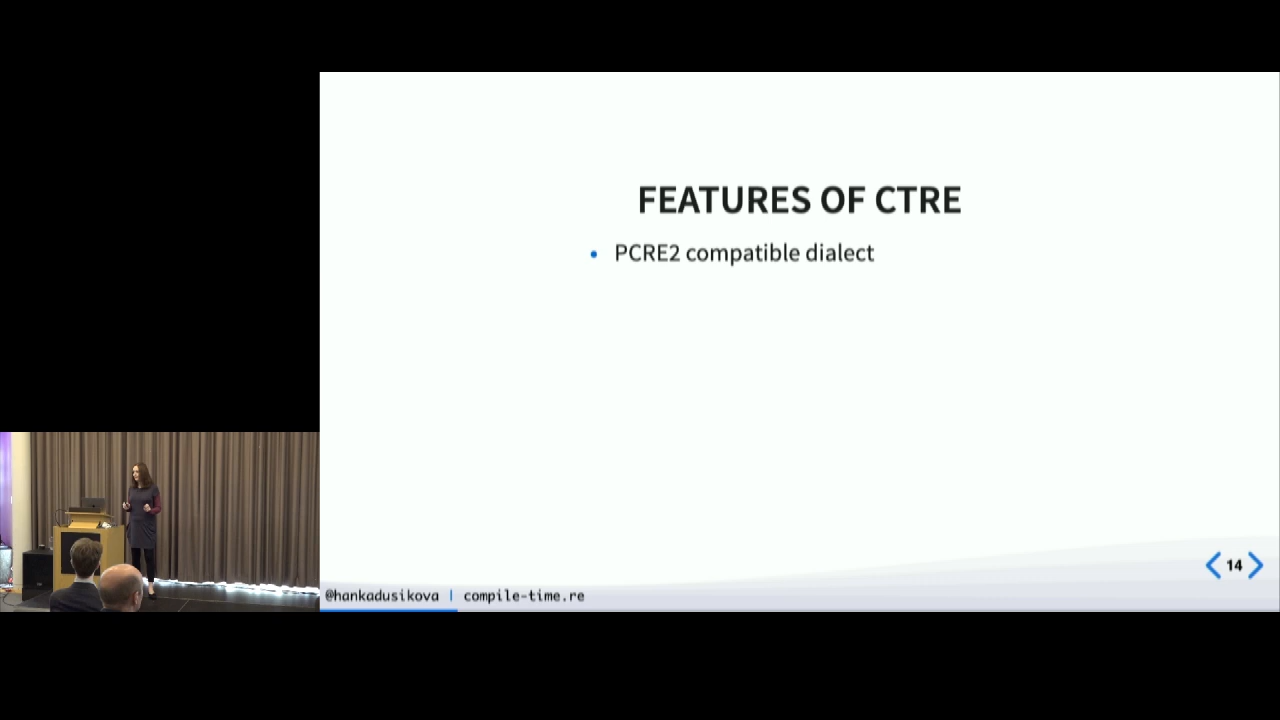 FEATURES OF CTRE
• PCRE2 compatible dialect
14
@hankadusikova | compile-time.re